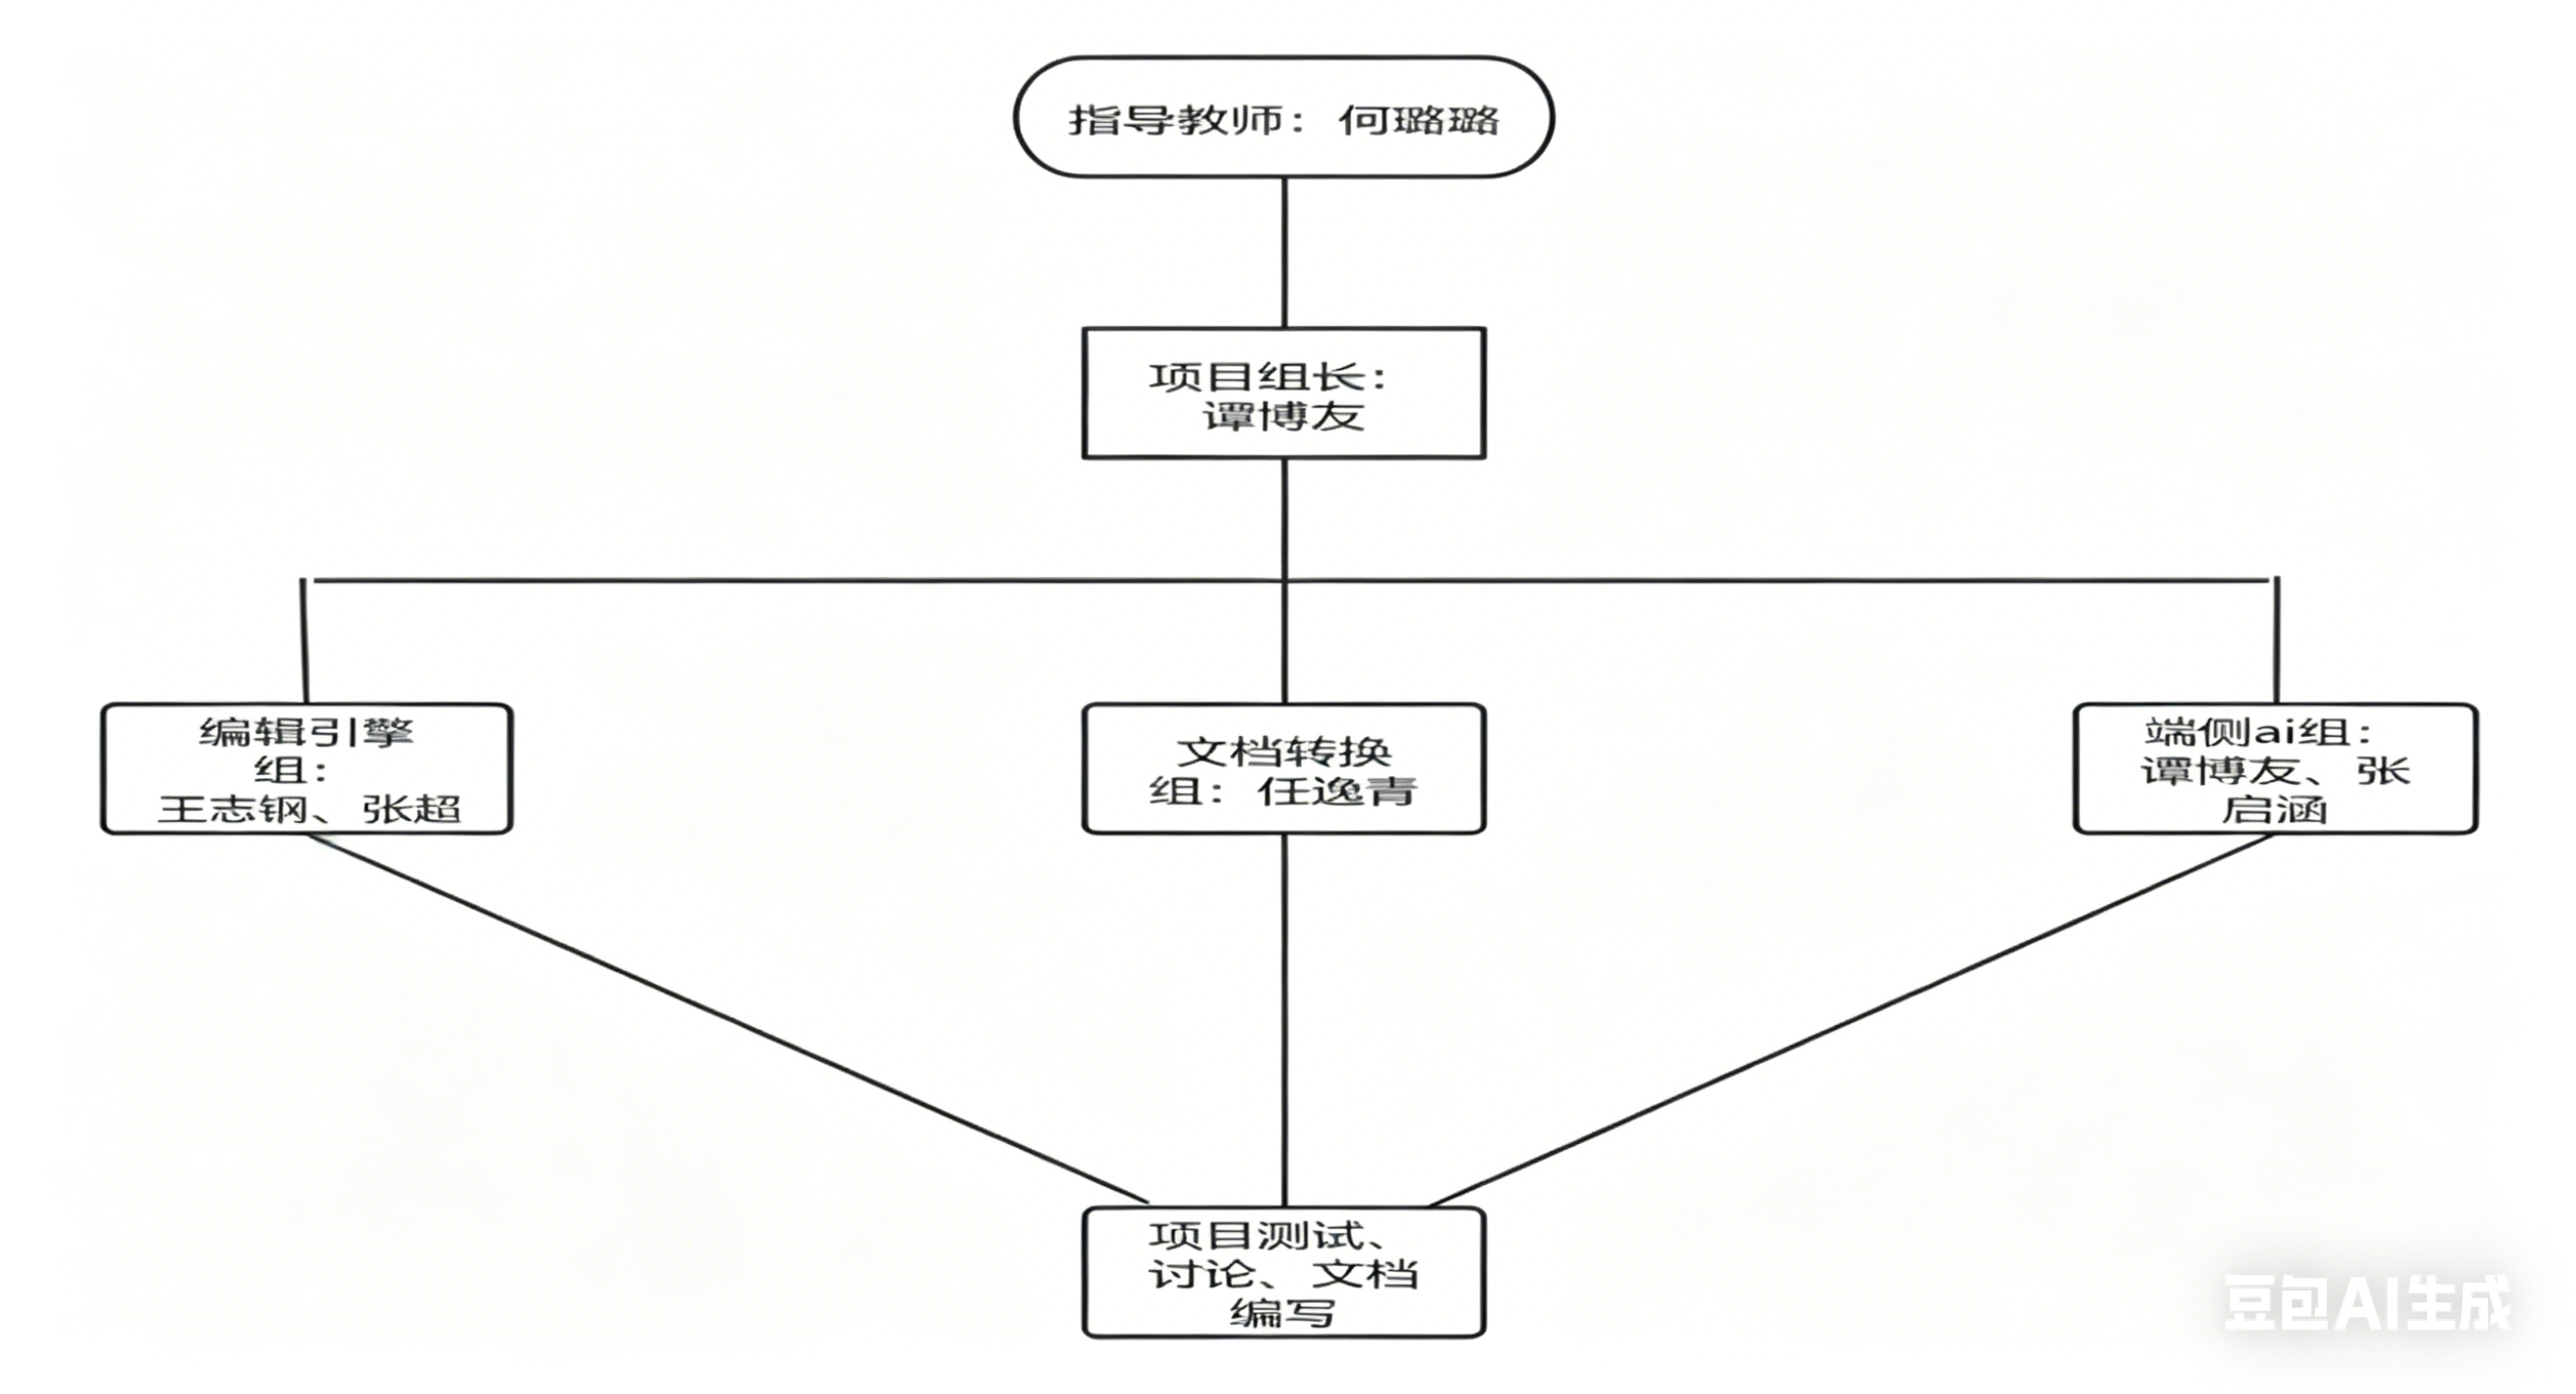 指导教师：何璐璐
项目组长：
谭博友
编辑引擎
组：
王志钢、张超
文档转换
组：任逸青
端侧ai组：
谭博友、张
启涵
项目测试、
讨论、文档
编写
豆包AI生成